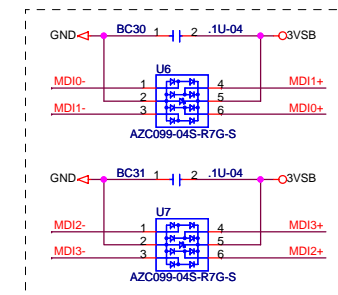 GND BC30 1 2 .1U-04 3VSB
U6
MDI0- 1 4 MDI1+
2 5
MDI1- 3 6 MDI0+
AZC099-04S-R7G-S
GND BC31 1 2 .1U-04 3VSB
U7
MDI2- 1 4 MDI3+
2 5
MDI3- 3 6 MDI2+
AZC099-04S-R7G-S